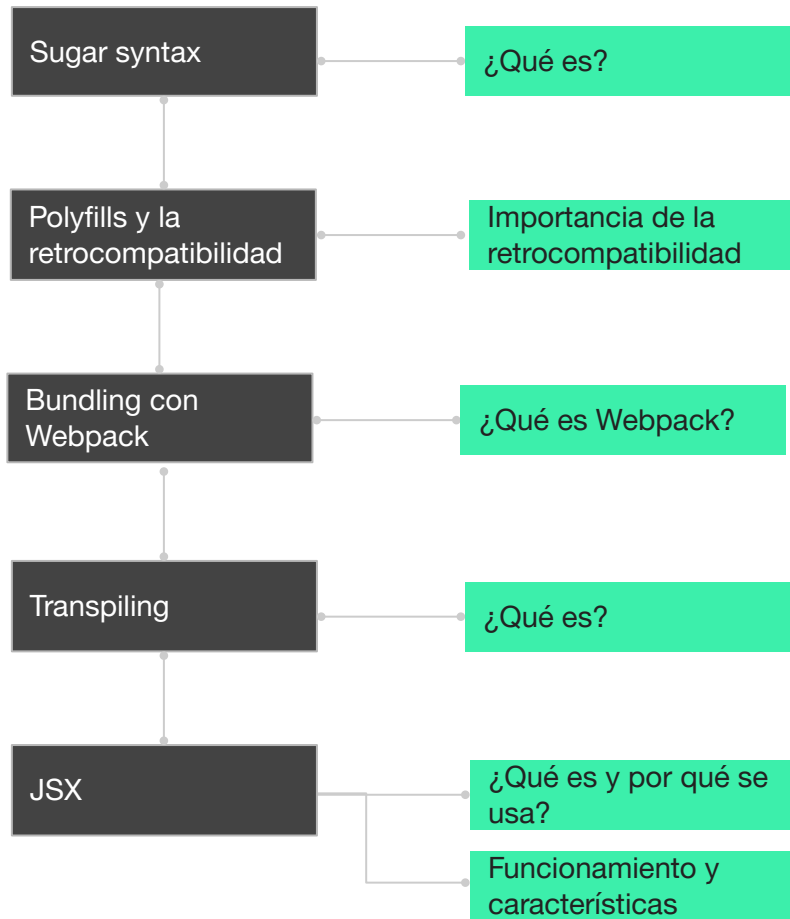 Sugar syntax
¿Qué es?
Polyfills y la
retrocompatibilidad
Importancia de la
retrocompatibilidad
Bundling con
Webpack
¿Qué es Webpack?
Transpiling
¿Qué es?
JSX
¿Qué es y por qué se
usa?
Funcionamiento y
características